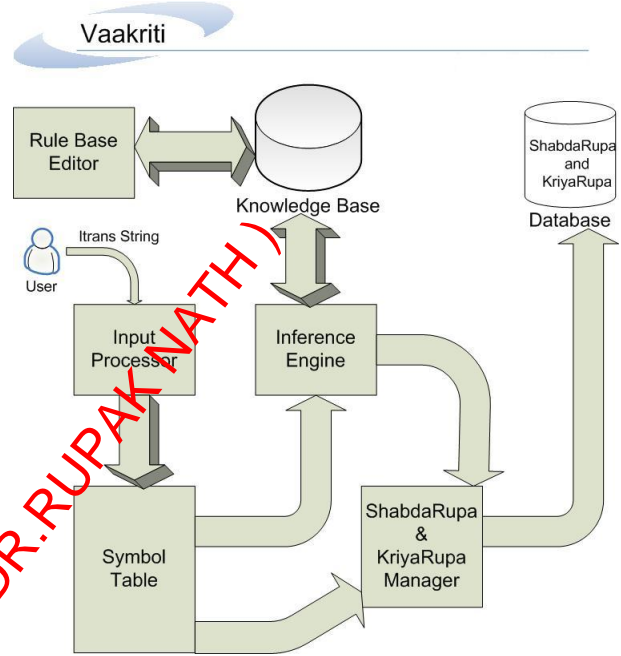 Vaakriti
Rule Base
Editor
Knowledge Base
ShabdaRupa
and
KriyaRupa
Database
Itrans String
User
Input
Processor
Inference
Engine
Symbol
Table
ShabdaRupa
&
KriyaRupa
Manager
DR.RUPAK NATH )